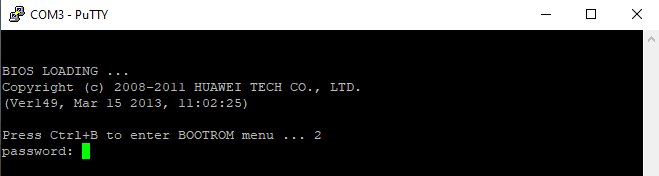 COM3 - PuTTY
BIOS LOADING ...
Copyright (c) 2008-2011 HUAWEI TECH CO., LTD.
(Ver149, Mar 15 2013, 11:02:25)
Press Ctrl+B to enter BOOTROM menu ... 2
password: